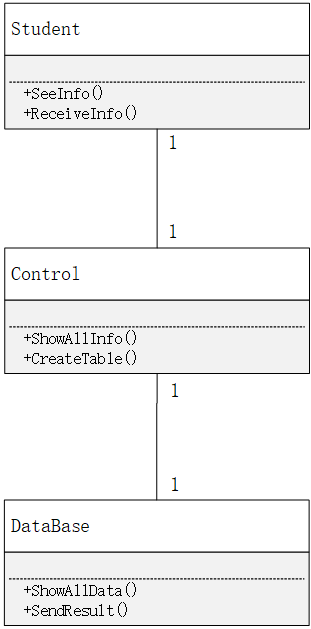 Student
+SeeInfo()
+ReceiveInfo()
1
1
Control
+ShowAllInfo()
+CreateTable()
1
1
DataBase
+ShowAllData()
+SendResult()